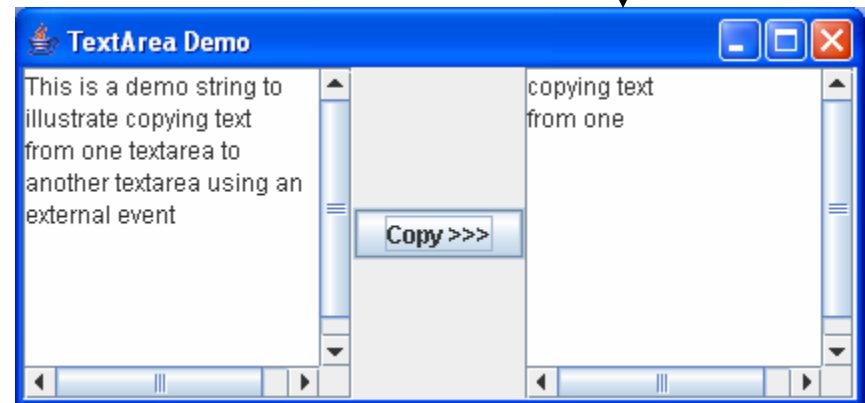 TextArea Demo
This is a demo string to
illustrate copying text
from one textarea to
another textarea using an
external event
Copy >>>
copying text
from one